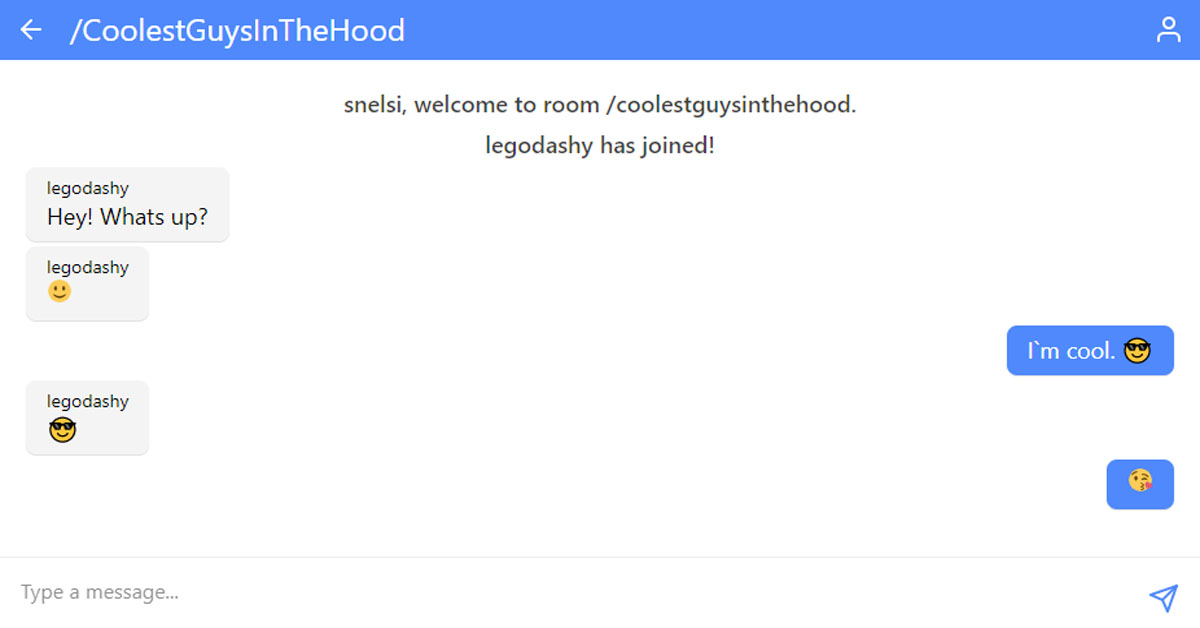 /CoolestGuysInTheHood
snelsi, welcome to room /coolestguysinthehood.
legodashy has joined!
legodashy
Hey! Whats up?
legodashy
🙂
I`m cool. 😎
legodashy
😎
😘
Type a message...